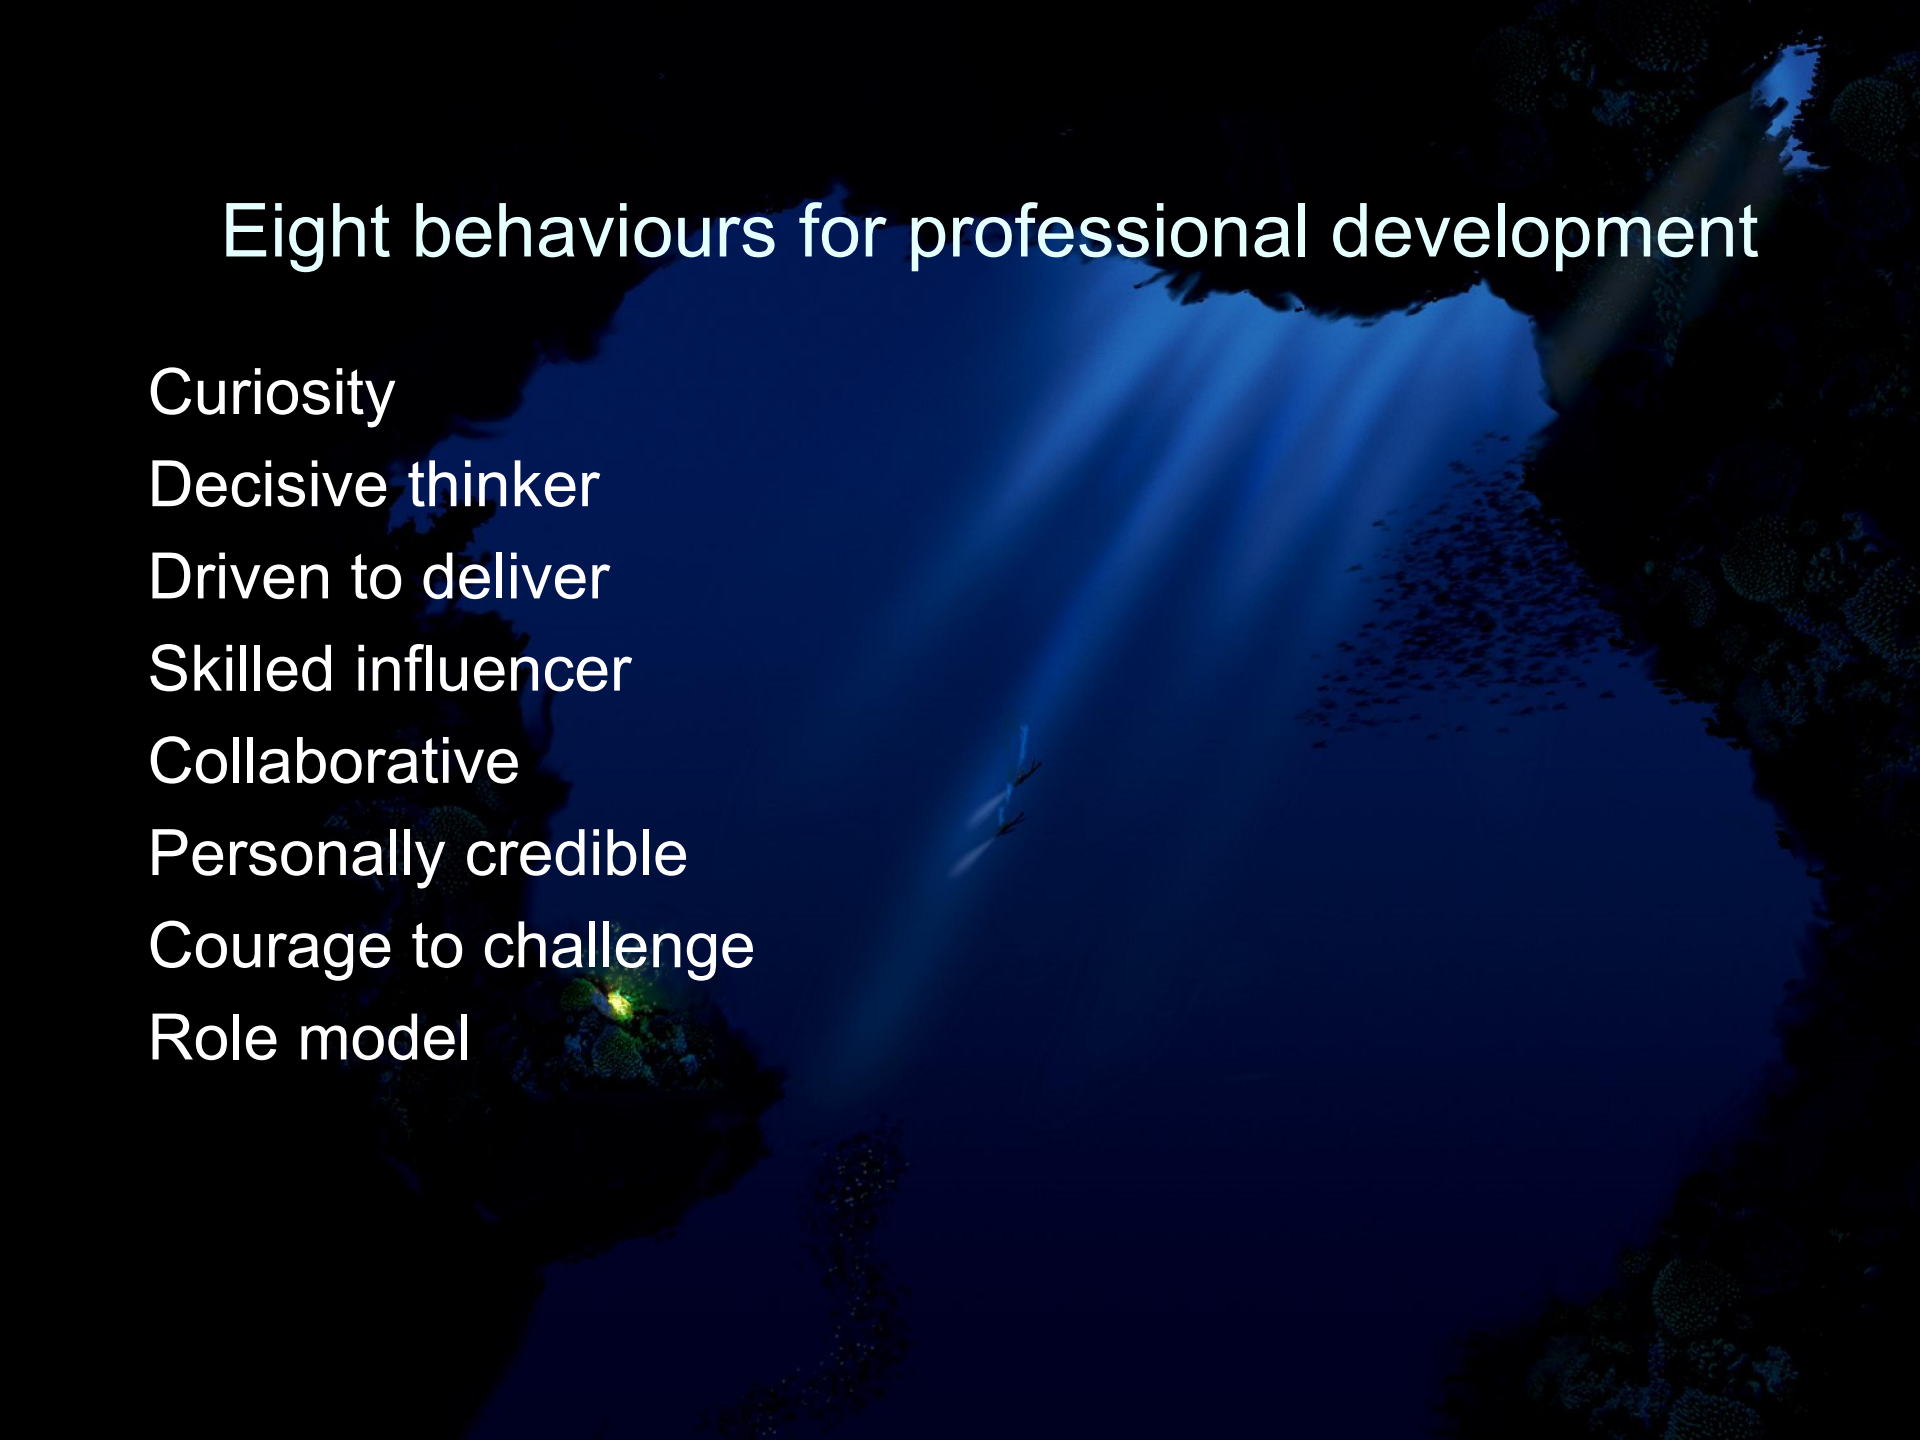 Eight behaviours for professional development
Curiosity
Decisive thinker
Driven to deliver
Skilled influencer
Collaborative
Personally credible
Courage to challenge
Role model